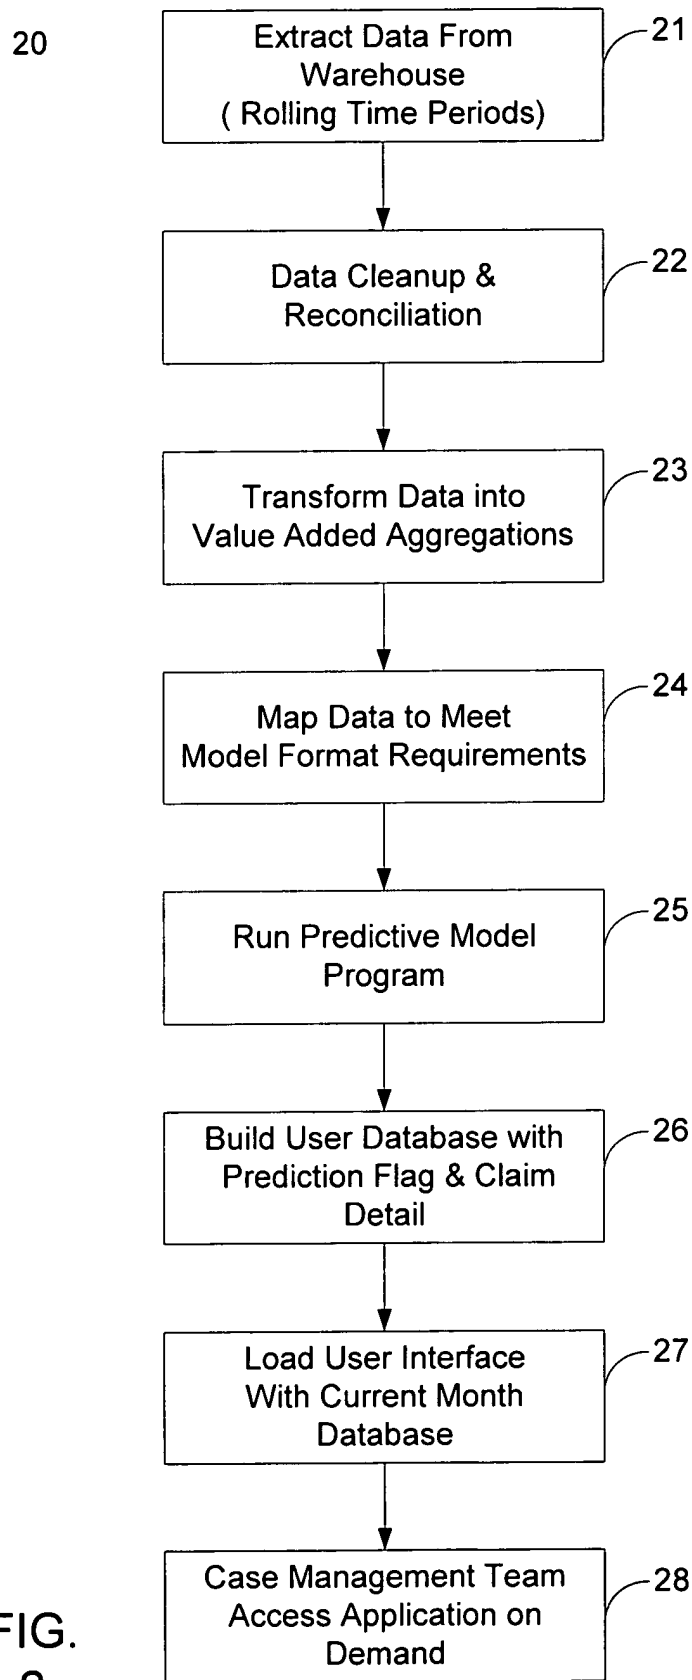 20
Extract Data From
Warehouse
( Rolling Time Periods)
21
Data Cleanup &
Reconciliation
22
Transform Data into
Value Added Aggregations
23
Map Data to Meet
Model Format Requirements
24
Run Predictive Model
Program
25
Build User Database with
Prediction Flag & Claim
Detail
26
Load User Interface
With Current Month
Database
27
Case Management Team
Access Application on
Demand
28
FIG.